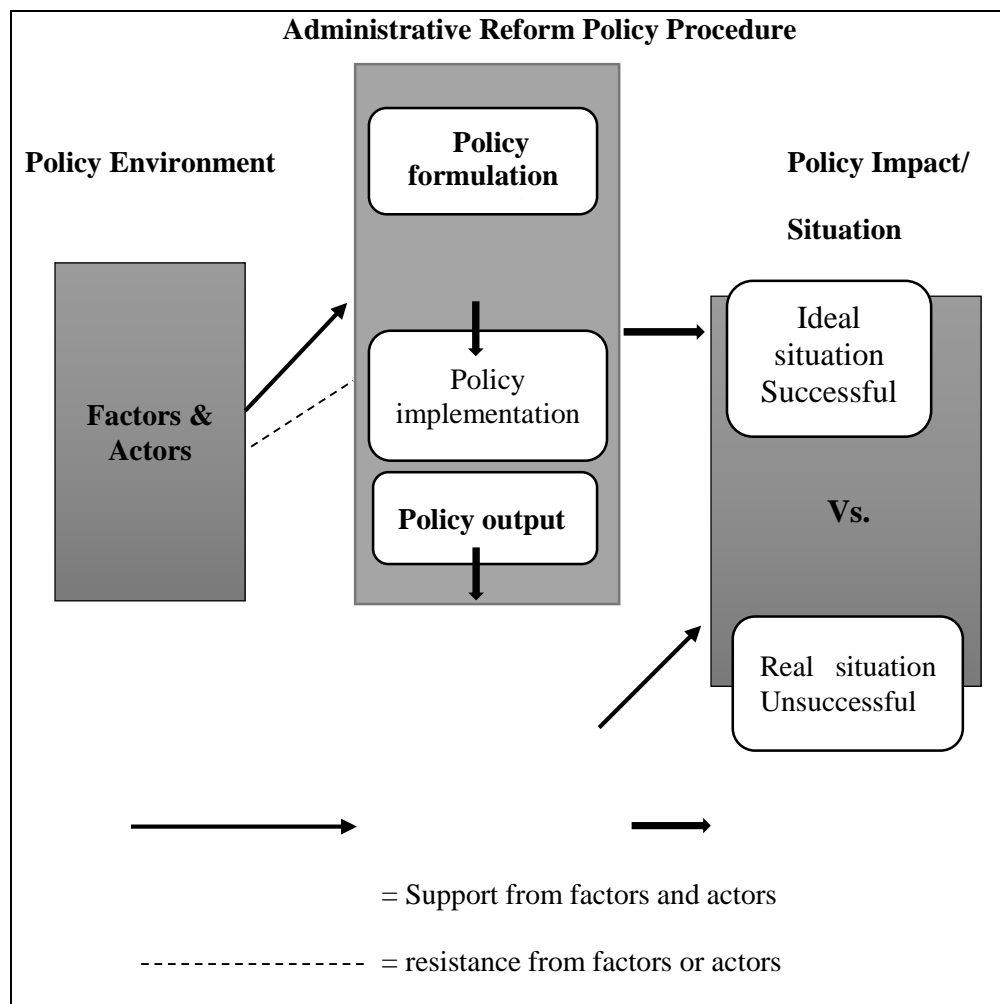 Administrative Reform Policy Procedure
Policy Environment
Factors &
Actors
Policy
formulation
Policy
implementation
Policy output
Policy Impact/
Situation
Ideal
situation
Successful
Vs.
Real situation
Unsuccessful
= Support from factors and actors
= resistance from factors or actors